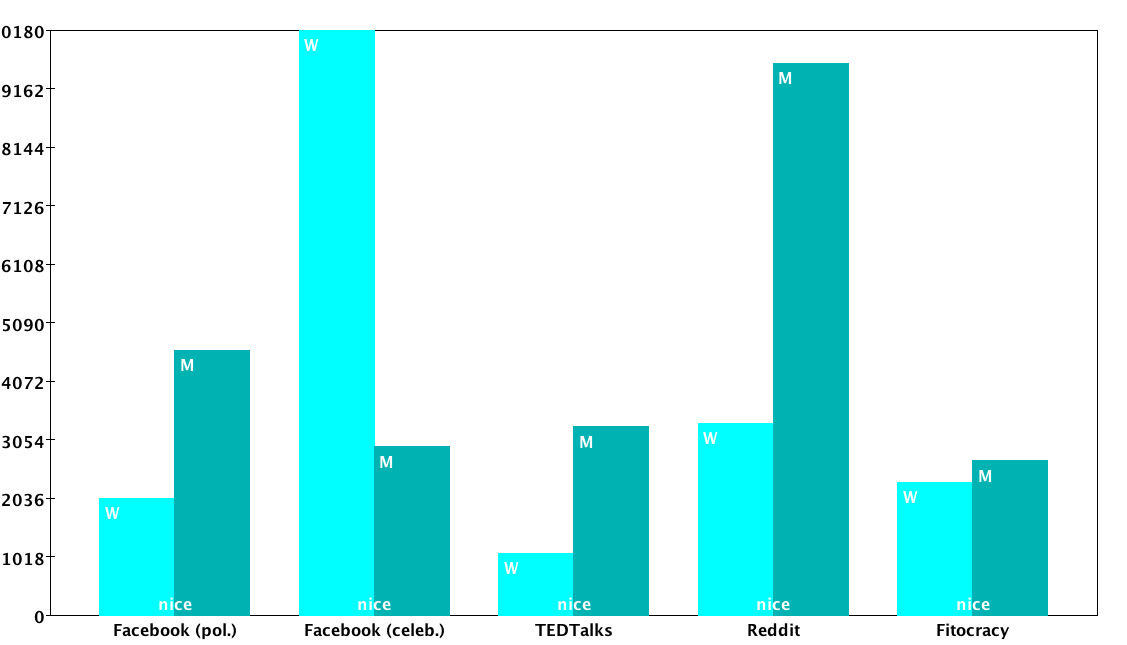 0180
9162
8144
7126
6108
5090
4072
3054
2036
1018
0
W
M
W
M
W
M
W
M
W
M
nice
nice
nice
nice
nice
Facebook (pol.)
Facebook (celeb.)
TEDTalks
Reddit
Fitocracy